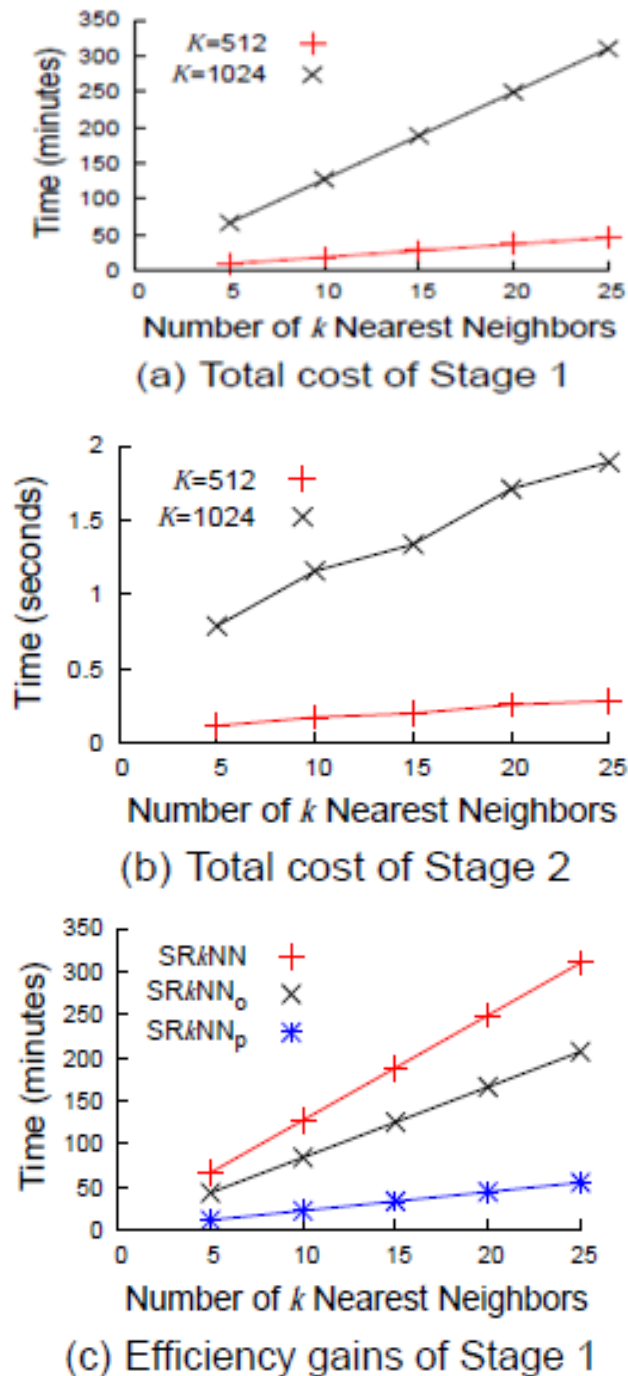 350
300
250
200
150
100
50
0
Time (minutes)
K=512
K=1024
0 5 10 15 20 25
Number of k Nearest Neighbors
(a) Total cost of Stage 1
2
1.5
1
0.5
0
Time (seconds)
K=512
K=1024
0 5 10 15 20 25
Number of k Nearest Neighbors
(b) Total cost of Stage 2
350
300
250
200
150
100
50
0
Time (minutes)
SRkNN
SRkNNo
SRkNNp
0 5 10 15 20 25
Number of k Nearest Neighbors
(c) Efficiency gains of Stage 1